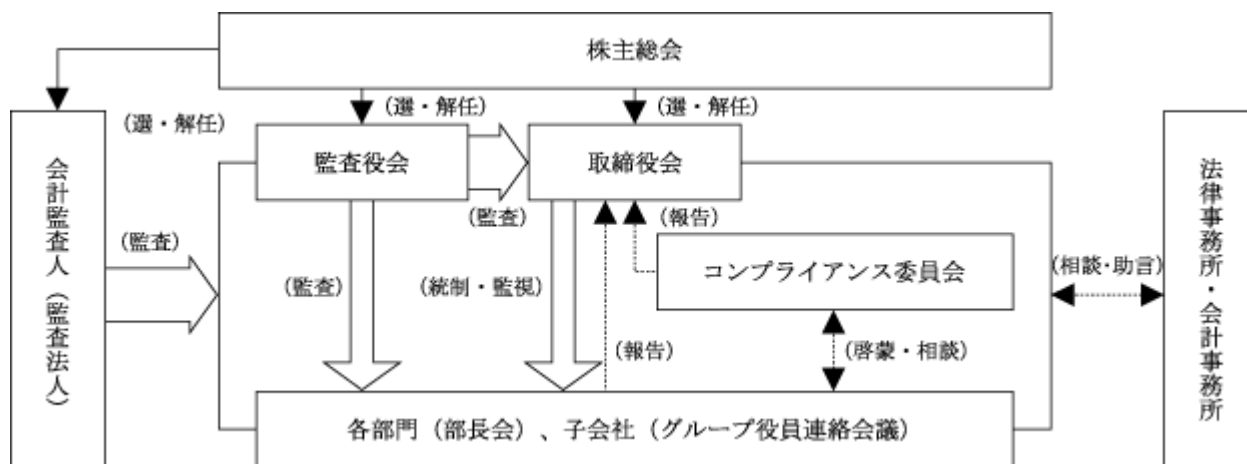 株主総会
(選・解任)
(選・解任)
(選・解任)
監査役会
取締役会
(監査)
会計監査人（監査法人）
(監査)
(監査)
(統制・監視)
(報告)
コンプライアンス委員会
(報告)
(啓蒙・相談)
(相談・助言)
法律事務所・会計事務所
各部門（部長会）、子会社（グループ役員連絡会議）